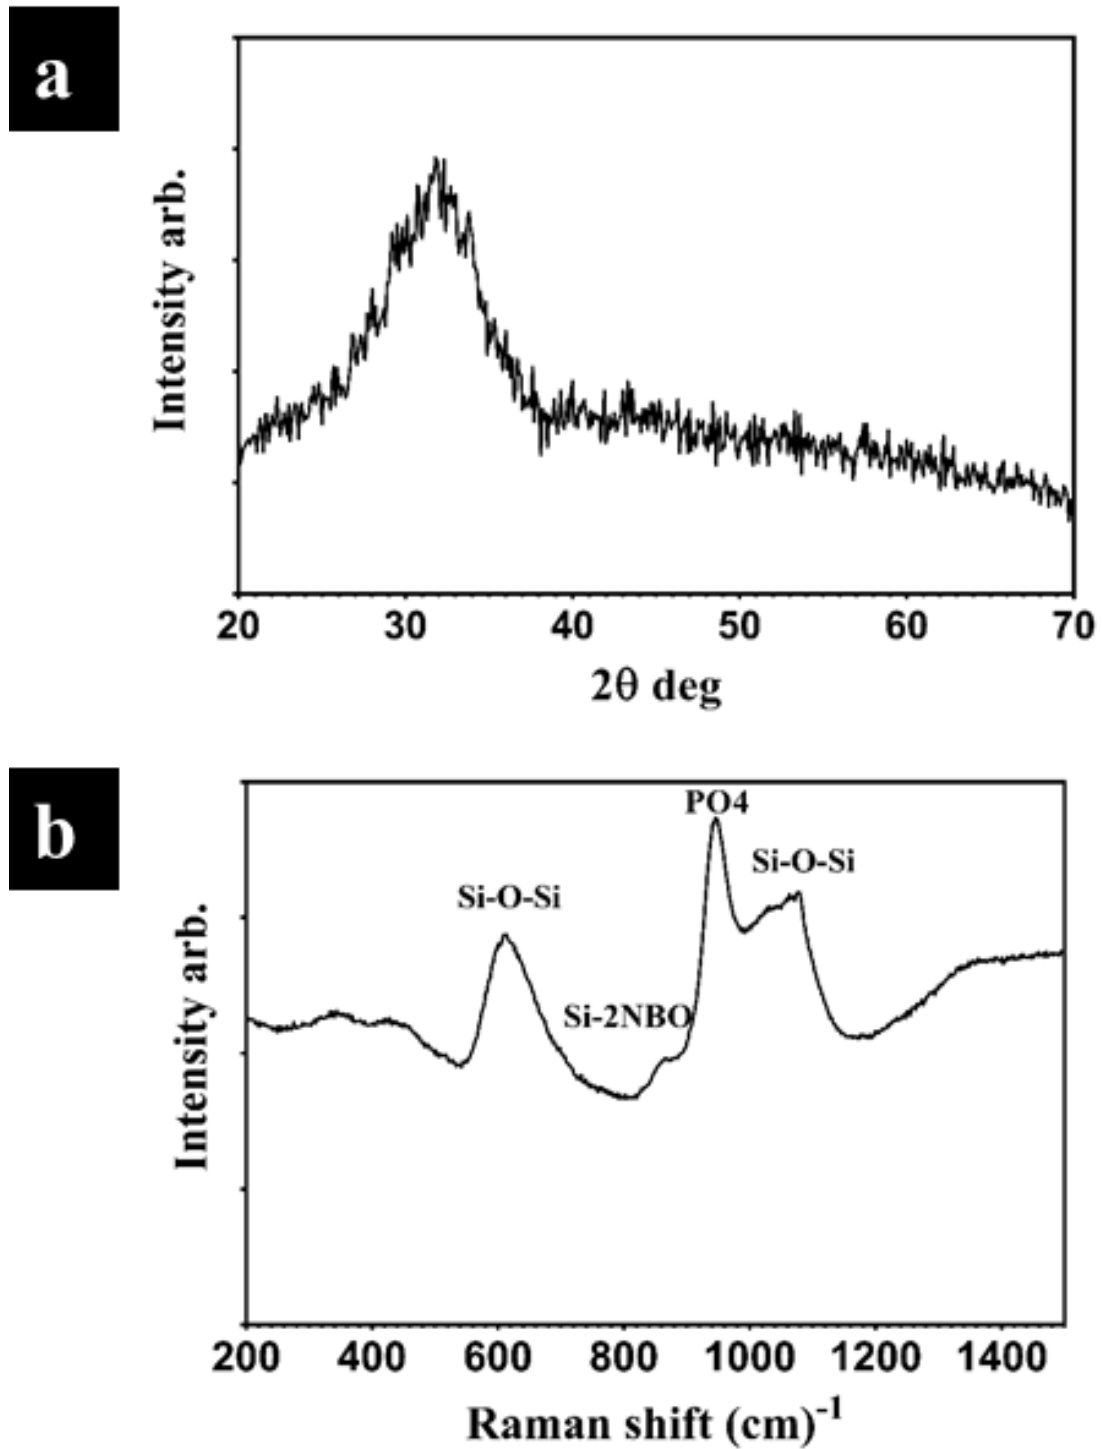 a
Intensity arb.
20 30 40 50 60 70
2θ deg
b
PO4
Si-O-Si
Si-O-Si
Si-2NBO
Intensity arb.
200 400 600 800 1000 1200 1400
Raman shift (cm)-1